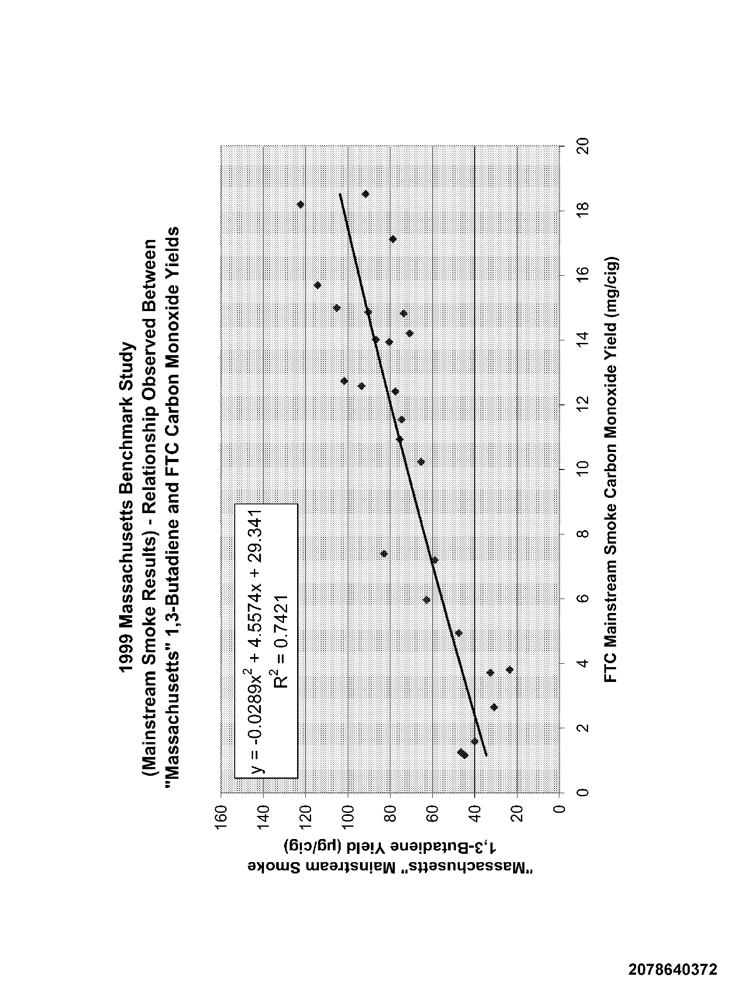 1999 Massachusetts Benchmark Study
(Mainstream Smoke Results) - Relationship Observed Between
"Massachusetts" 1,3-Butadiene and FTC Carbon Monoxide Yields
y = -0.0289x² + 4.5574x + 29.341
R² = 0.7421
"Massachusetts" Mainstream Smoke
1,3-Butadiene Yield (µg/cig)
160
140
120
100
80
60
40
20
0
0 2 4 6 8 10 12 14 16 18 20
FTC Mainstream Smoke Carbon Monoxide Yield (mg/cig)
2078640372